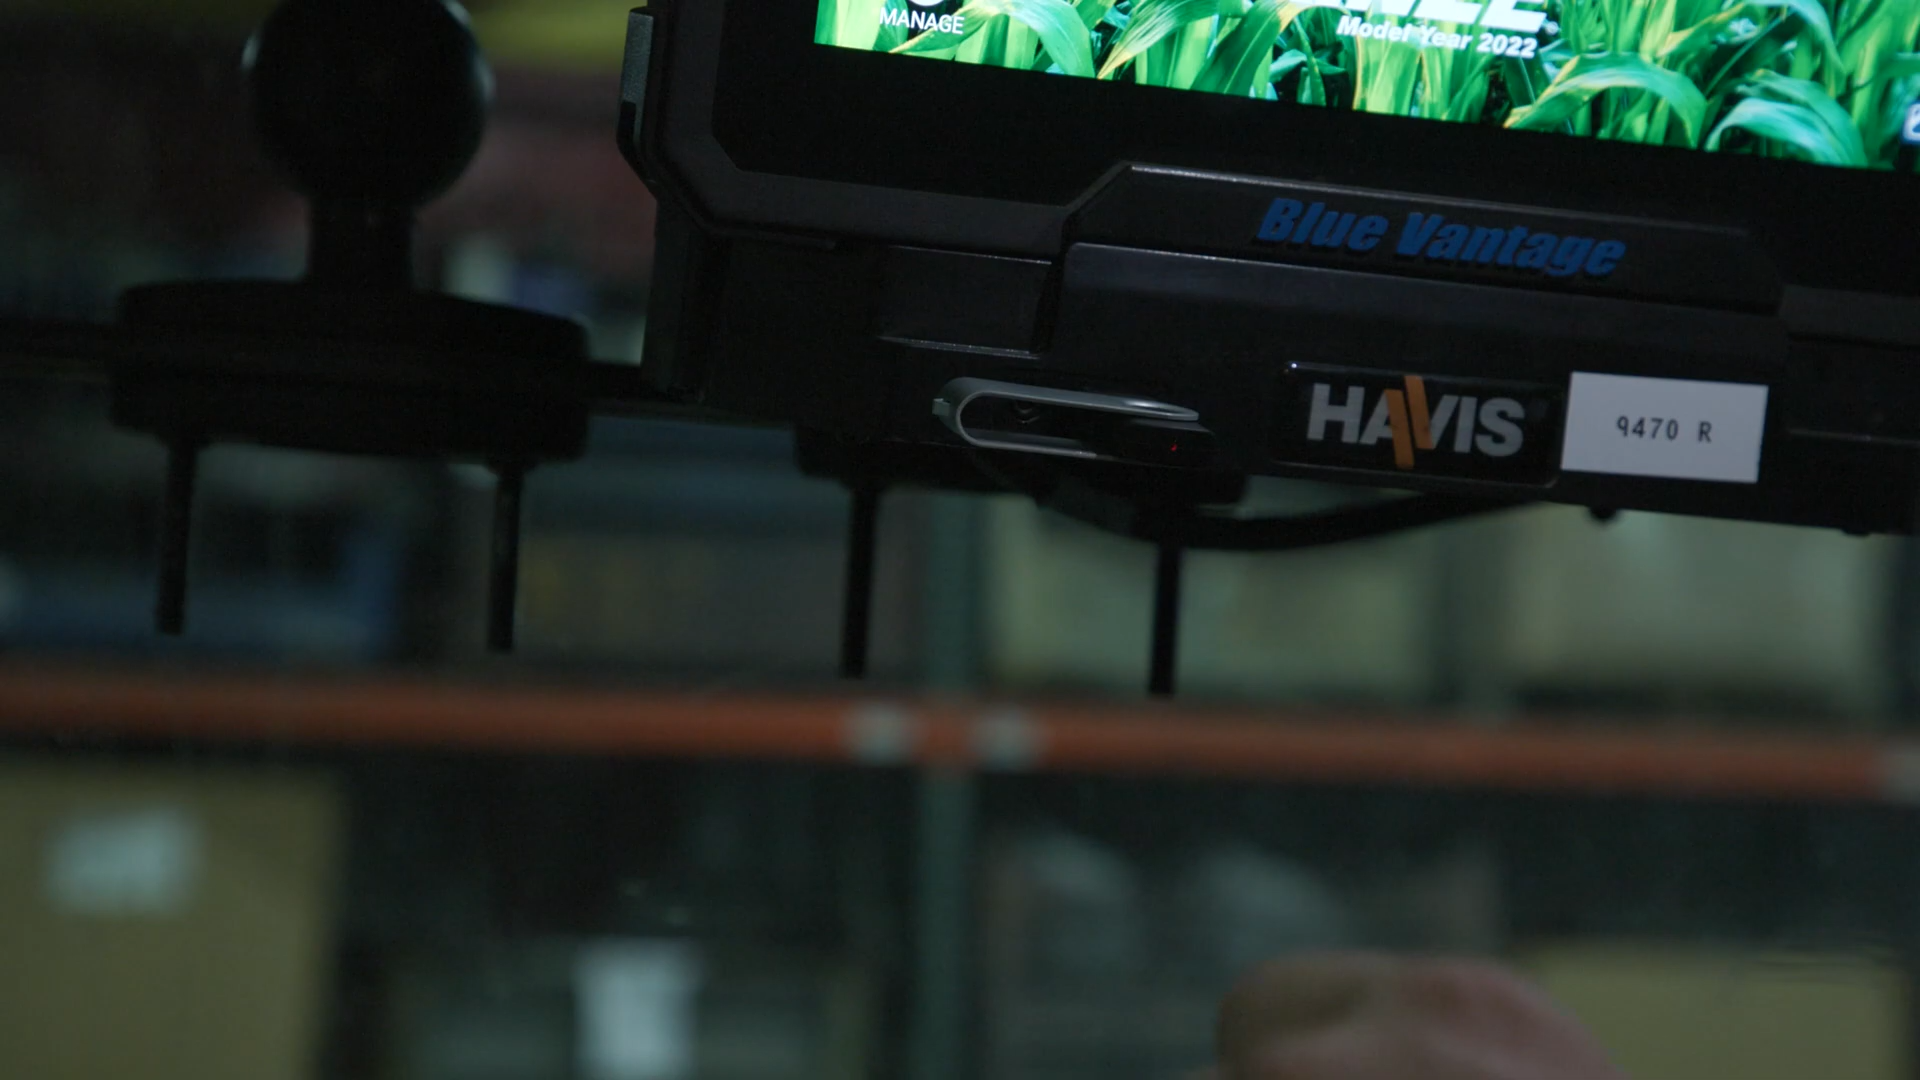 MANAGE
Model Year 2022
Blue Vantage
HAVIS
9470 R